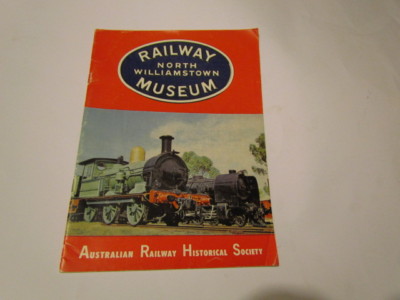 RAILWAY
NORTH
WILLIAMSTOWN
MUSEUM
AUSTRALIAN RAILWAY HISTORICAL SOCIETY